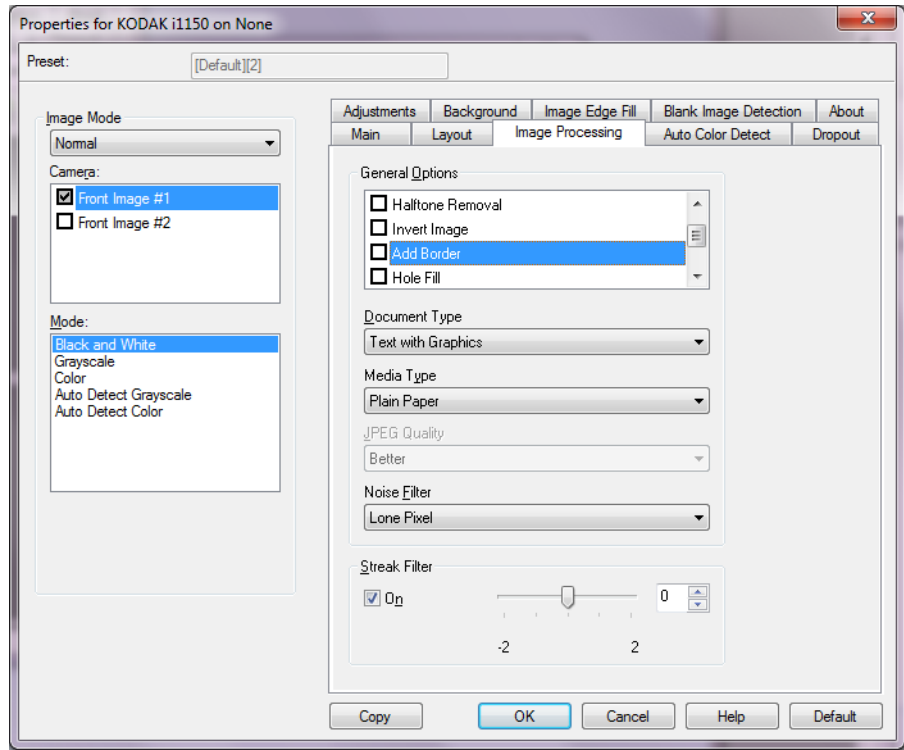 Properties for KODAK i1150 on None
Preset:
[Default][2]
Image Mode
Normal
Camera:
Front Image #1
Front Image #2
Mode:
Black and White
Grayscale
Color
Auto Detect Grayscale
Auto Detect Color
Adjustments Background Image Edge Fill Blank Image Detection About
Main Layout Image Processing Auto Color Detect Dropout
General Options
Halftone Removal
Invert Image
Add Border
Hole Fill
Document Type
Text with Graphics
Media Type
Plain Paper
JPEG Quality
Better
Noise Filter
Lone Pixel
Streak Filter
On
0
-2 2
Copy OK Cancel Help Default